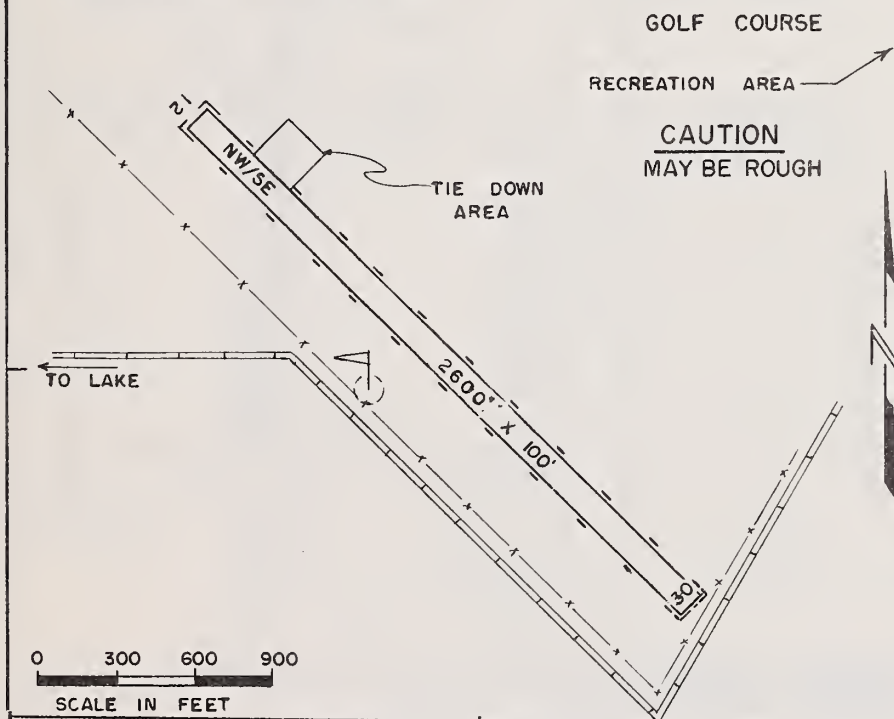 GOLF COURSE
RECREATION AREA
CAUTION
MAY BE ROUGH
12
NW/SE
TIE DOWN
AREA
TO LAKE
2600' X 100'
30
0 300 600 900
SCALE IN FEET